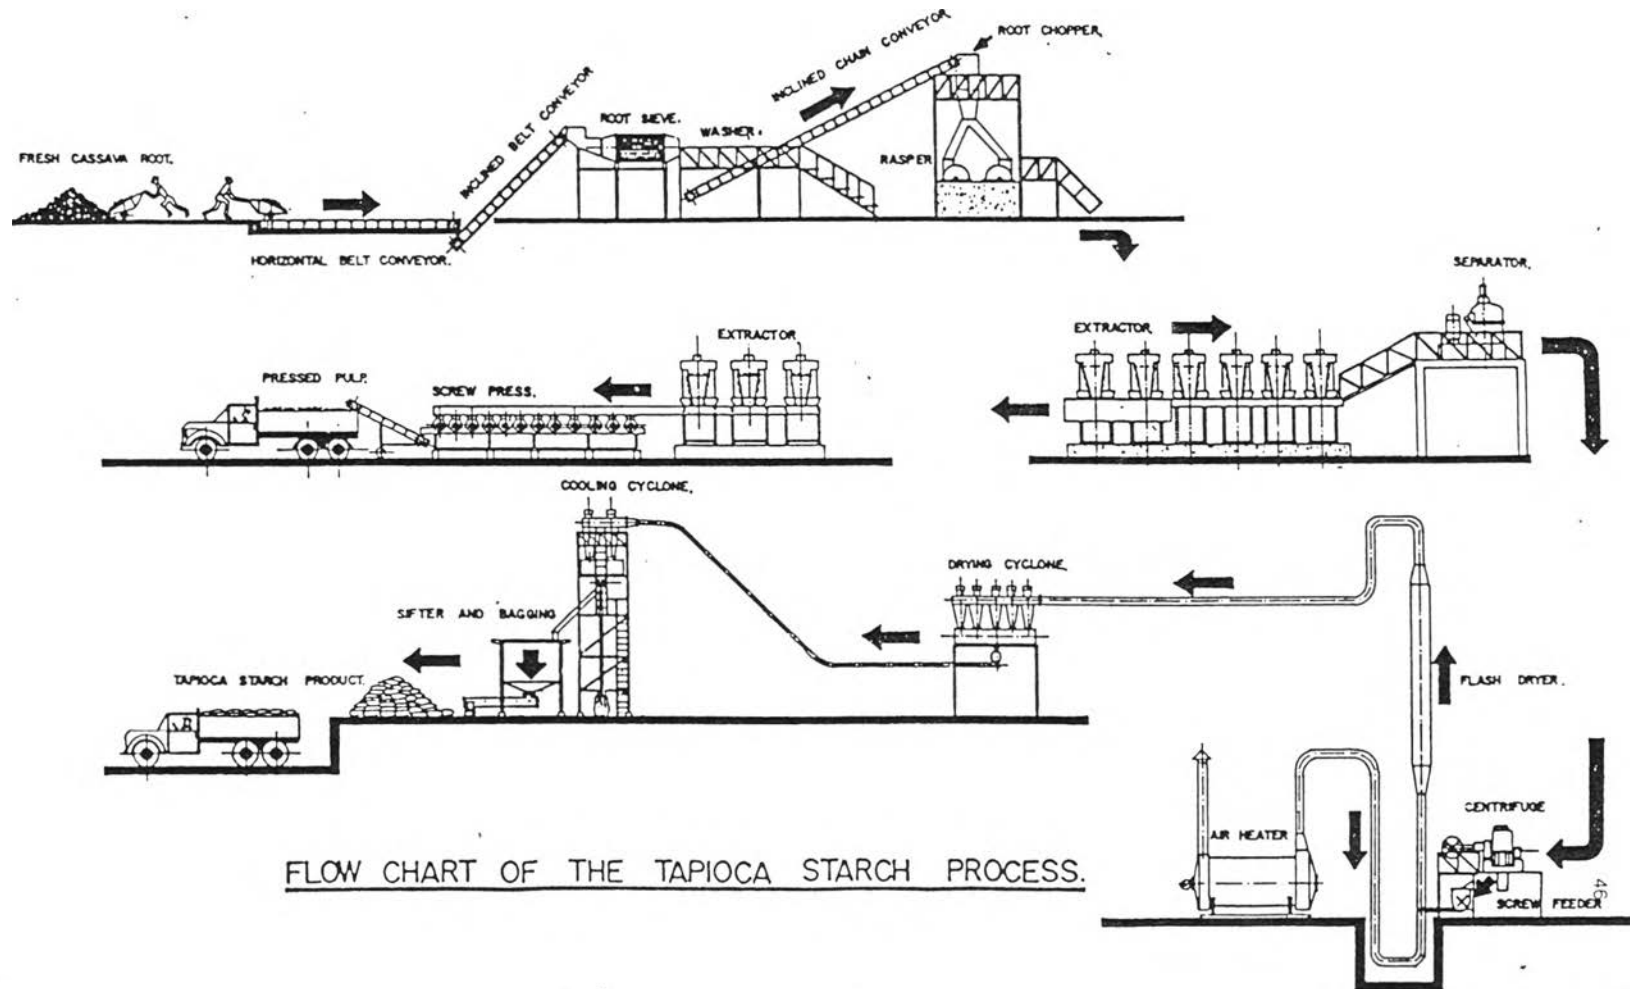 ROOT CHOPPER.
INCLINED CHAIN CONVEYOR
INCLINED BELT CONVEYOR
ROOT SIEVE.
WASHER.
FRESH CASSAVA ROOT.
RASPER
HORIZONTAL BELT CONVEYOR.
SEPARATOR.
EXTRACTOR
EXTRACTOR
PRESSED PULP.
SCREW PRESS.
COOLING CYCLONE.
DRYING CYCLONE.
SIFTER AND BAGGING
TAPIOCA STARCH PRODUCT.
FLASH DRYER.
CENTRIFUGE
AIR HEATER
SCREW FEEDER
46
FLOW CHART OF THE TAPIOCA STARCH PROCESS.